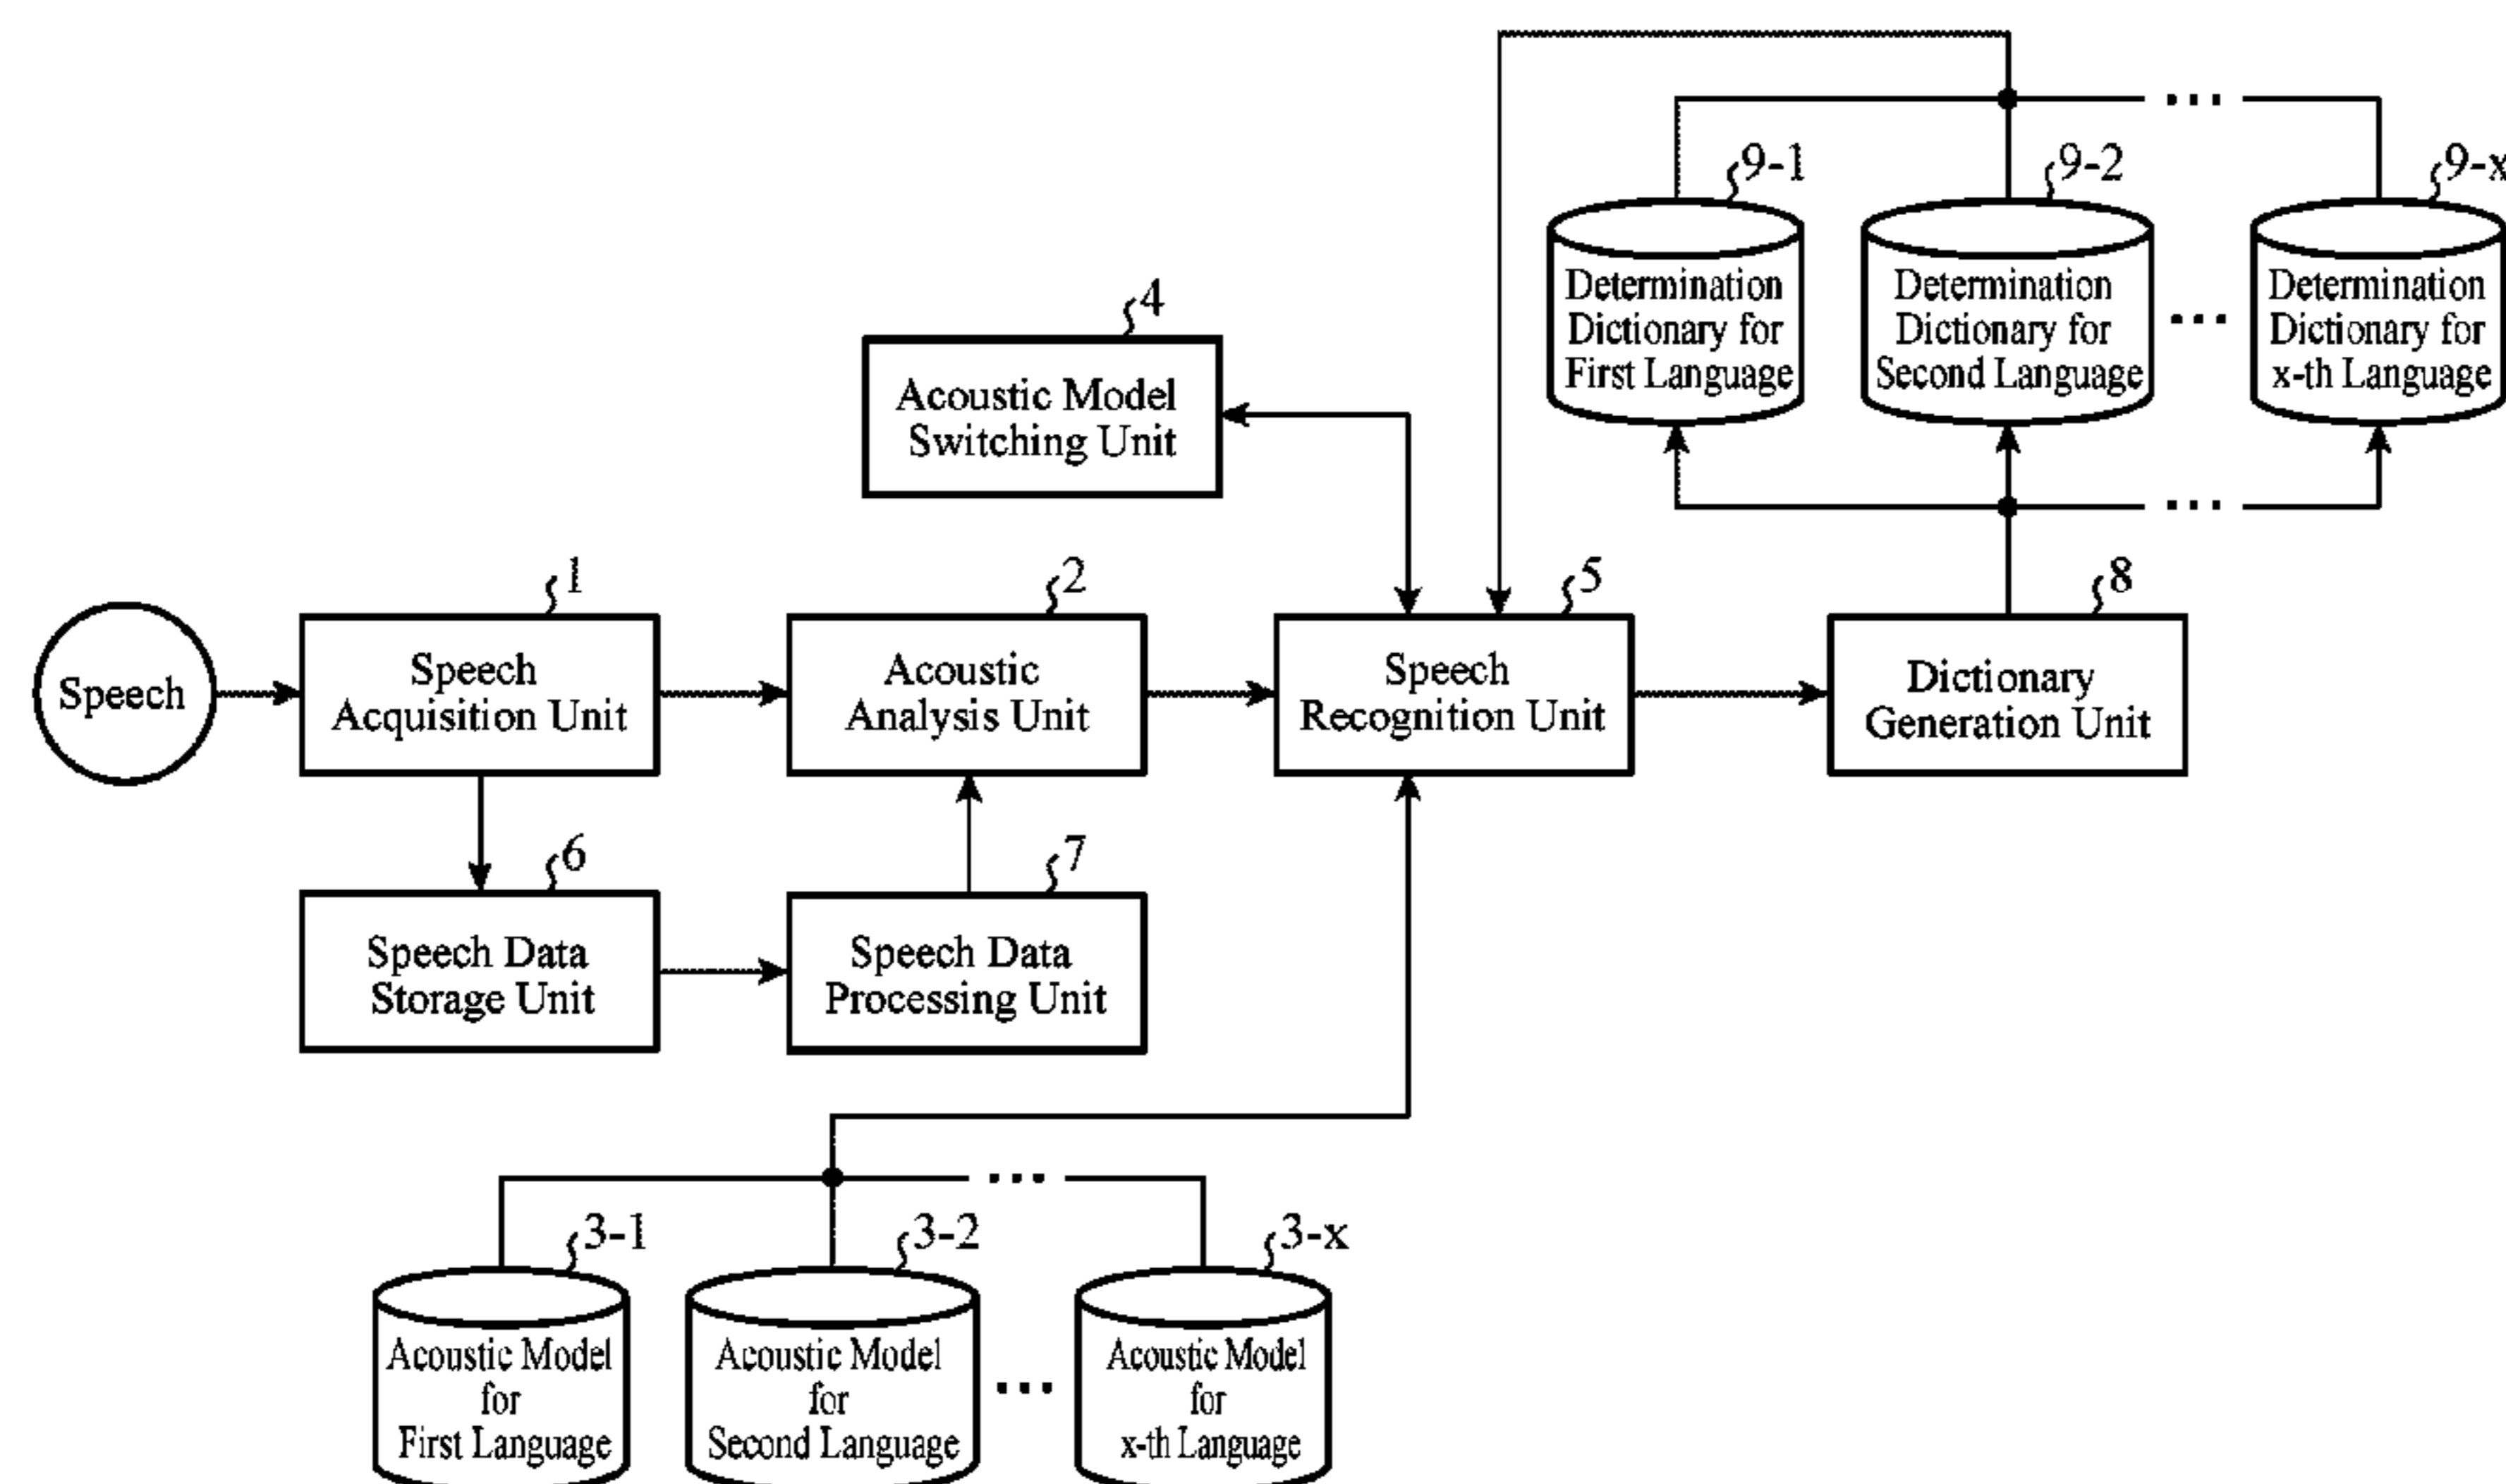 9-1
9-2
9-x
Determination
Dictionary for
First Language
Determination
Dictionary for
Second Language
...
Determination
Dictionary for
x-th Language
...
...
4
Acoustic Model
Switching Unit
Speech
1
Speech
Acquisition Unit
2
Acoustic
Analysis Unit
5
Speech
Recognition Unit
8
Dictionary
Generation Unit
6
Speech Data
Storage Unit
7
Speech Data
Processing Unit
...
3-1
Acoustic Model
for
First Language
3-2
Acoustic Model
for
Second Language
...
3-x
Acoustic Model
for
x-th Language